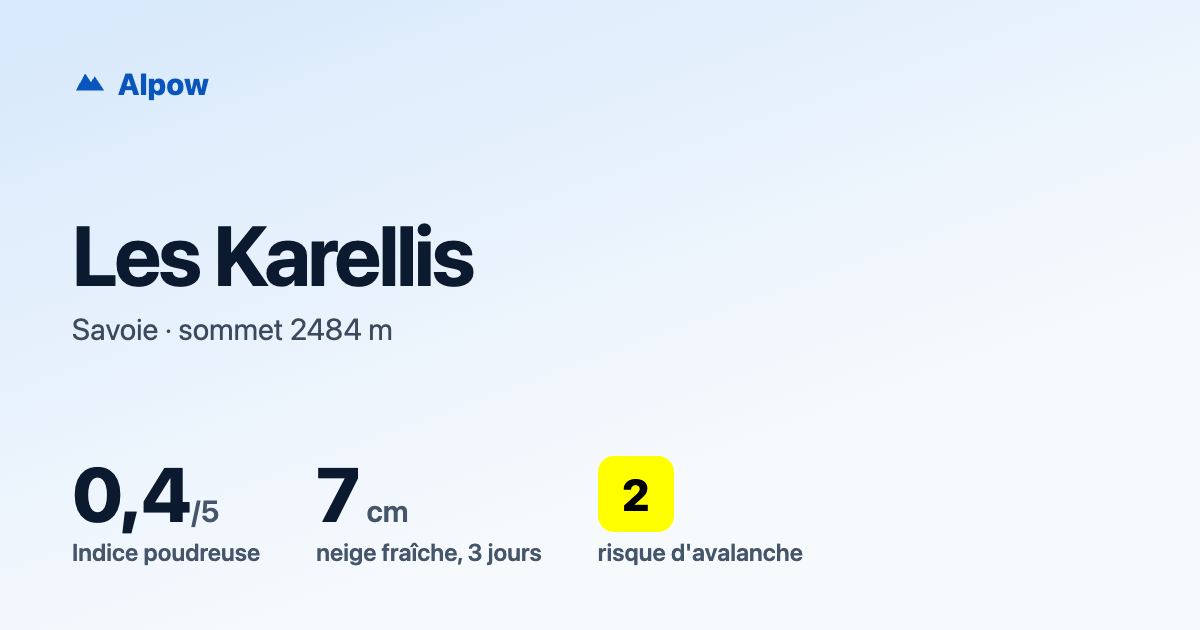 Alpow
Les Karellis
Savoie · sommet 2484 m
0,4/5
Indice poudreuse
7 cm
neige fraîche, 3 jours
2
risque d'avalanche